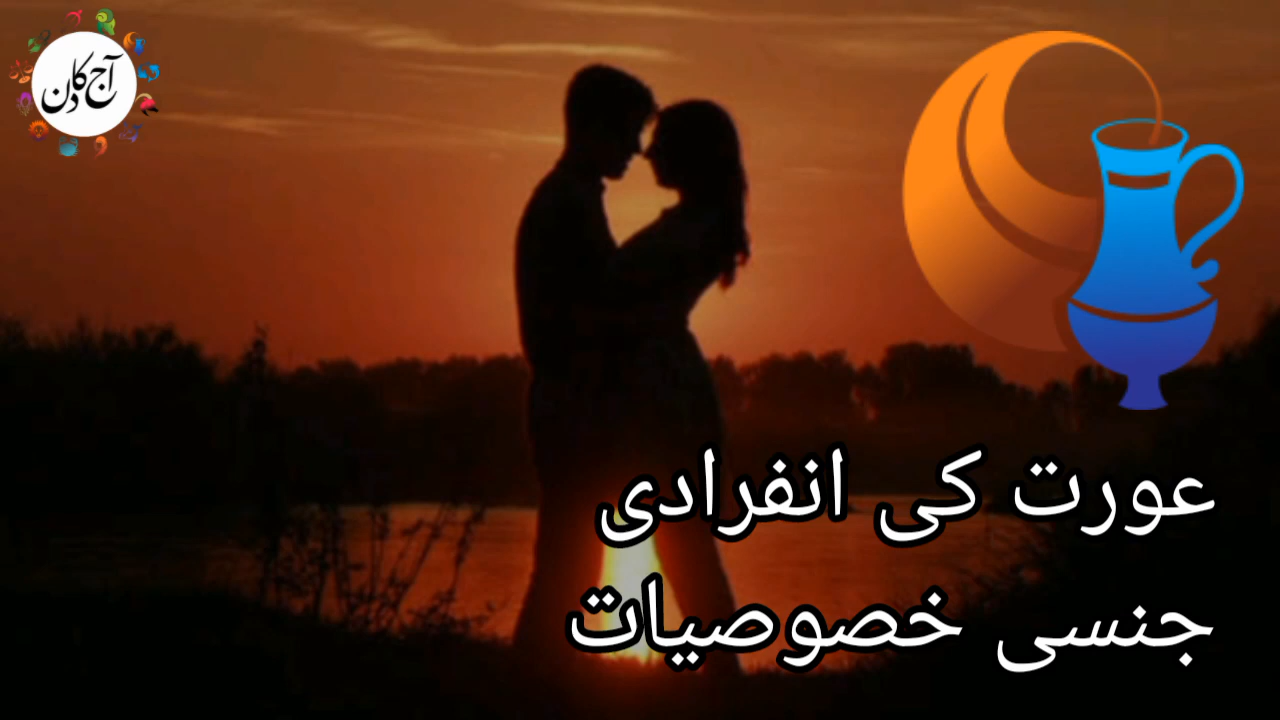 آج کا دن
عورت کی انفرادی
جنسی خصوصیات